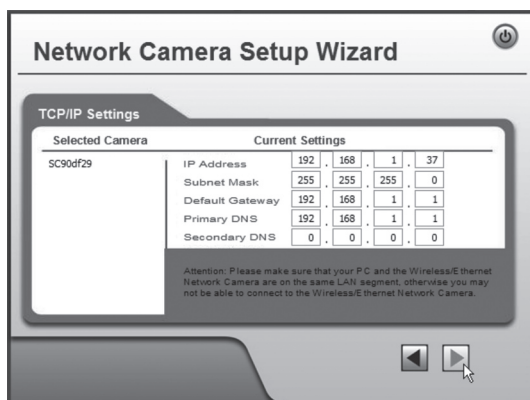 Network Camera Setup Wizard
TCP/IP Settings
Selected Camera Current Settings
SC90df29
IP Address 192 . 168 . 1 . 37
Subnet Mask 255 . 255 . 255 . 0
Default Gateway 192 . 168 . 1 . 1
Primary DNS 192 . 168 . 1 . 1
Secondary DNS 0 . 0 . 0 . 0
Attention: Please make sure that your PC and the Wireless/Ethernet
Network Camera are on the same LAN segment, otherwise you may
not be able to connect to the Wireless/Ethernet Network Camera.